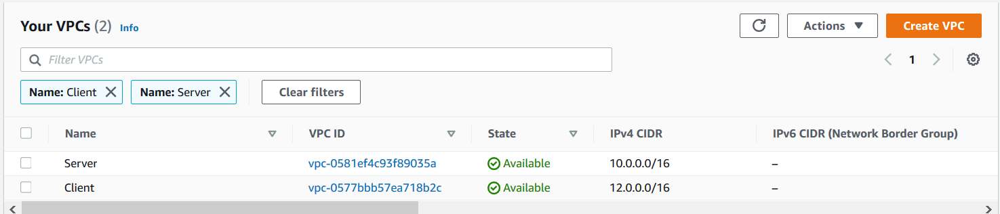 Your VPCs (2) Info Actions Create VPC
Filter VPCs 1
Name: Client Name: Server Clear filters
Name VPC ID State IPv4 CIDR IPv6 CIDR (Network Border Group)
Server vpc-0581ef4c93f89035a Available 10.0.0.0/16 –
Client vpc-0577bbb57ea718b2c Available 12.0.0.0/16 –